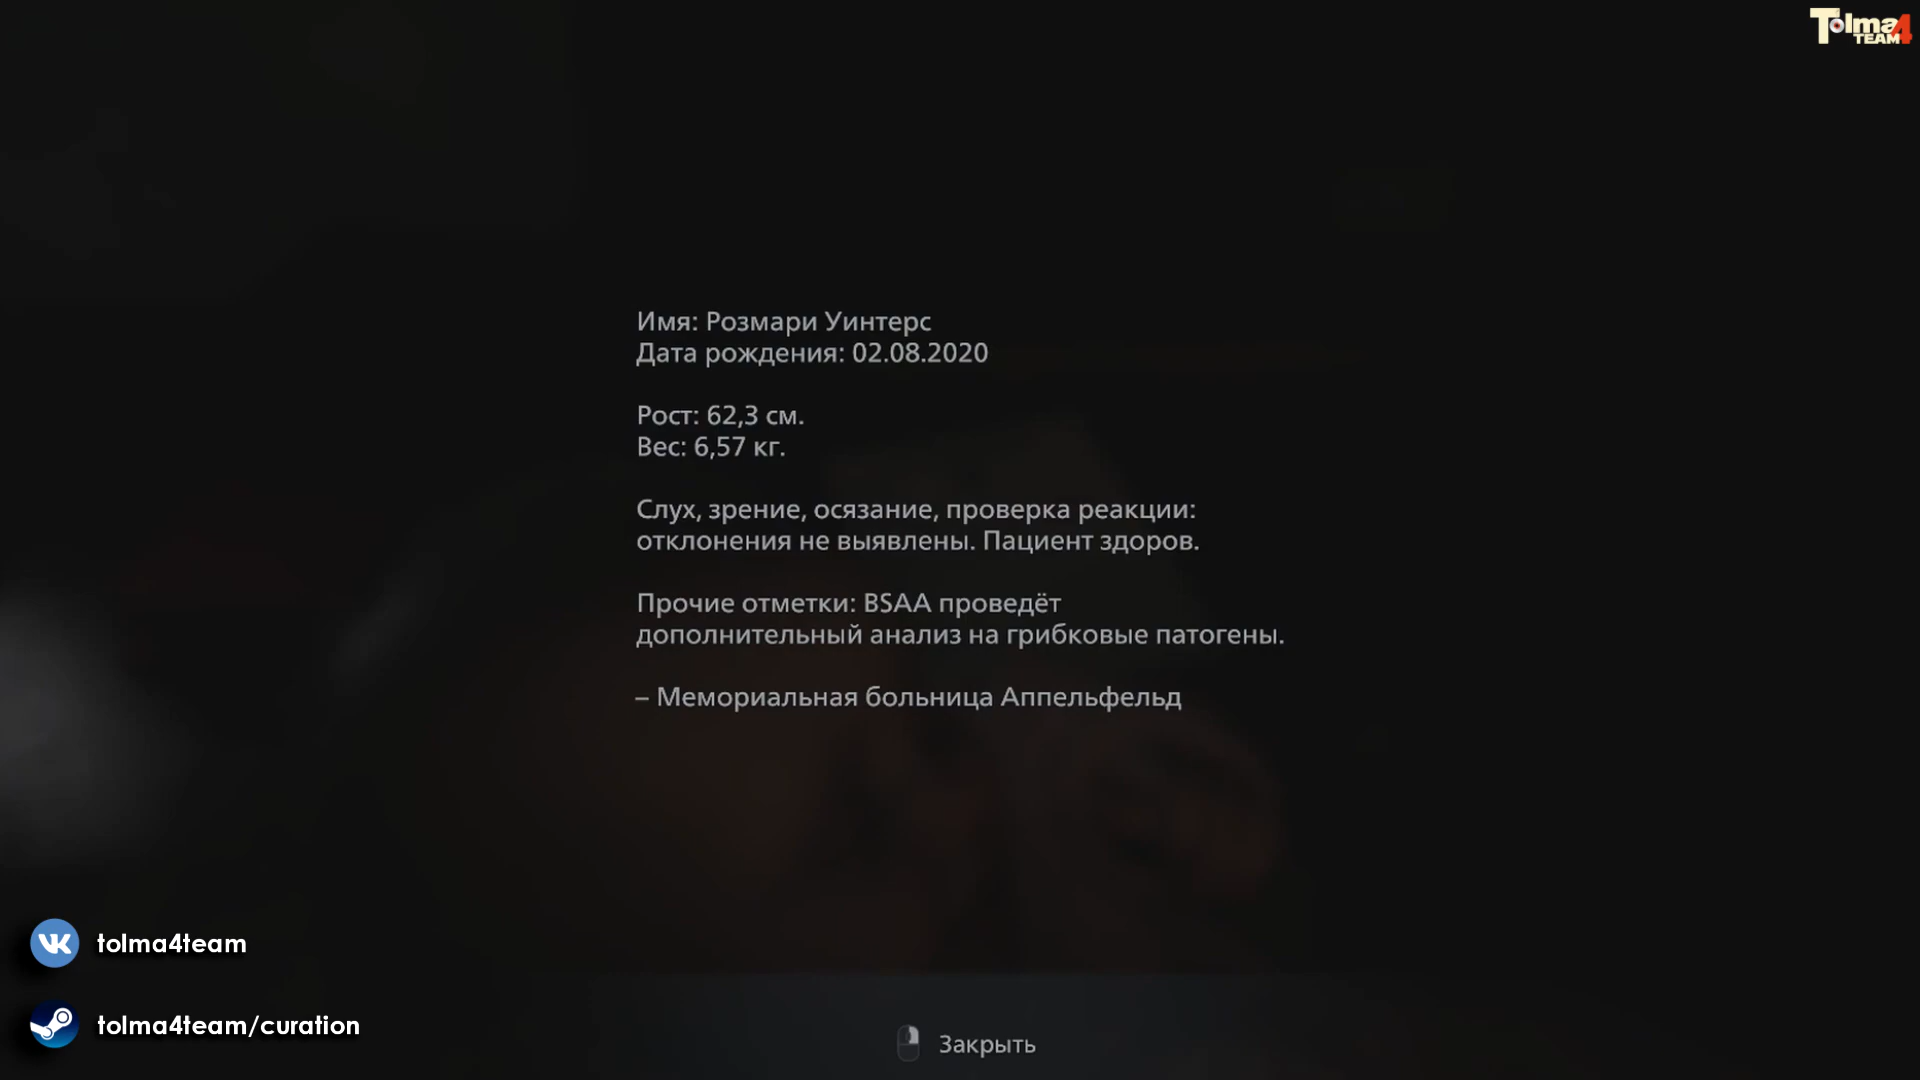 Tolma4
TEAM
Имя: Розмари Уинтерс
Дата рождения: 02.08.2020
Рост: 62,3 см.
Вес: 6,57 кг.
Слух, зрение, осязание, проверка реакции:
отклонения не выявлены. Пациент здоров.
Прочие отметки: BSAA проведёт
дополнительный анализ на грибковые патогены.
– Мемориальная больница Аппельфельд
tolma4team
tolma4team/curation
Закрыть